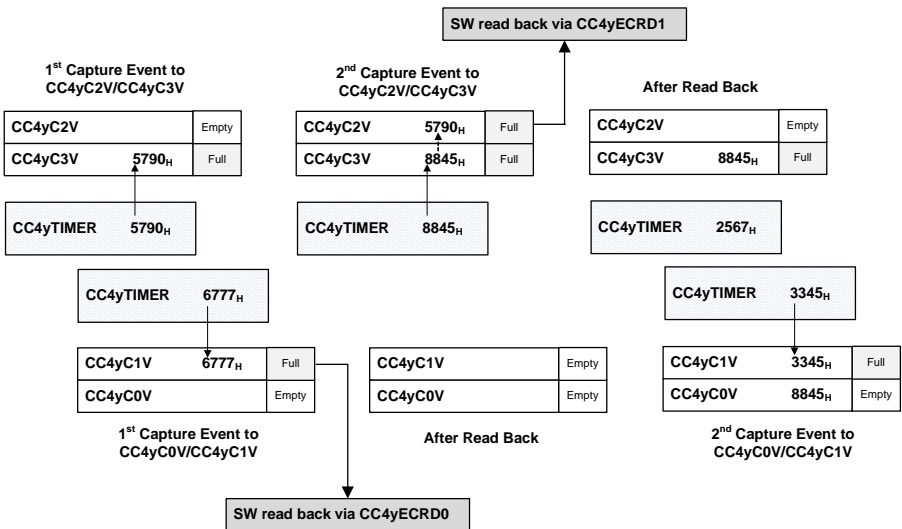 SW read back via CC4yECRD1
1st Capture Event to
CC4yC2V/CC4yC3V
2nd Capture Event to
CC4yC2V/CC4yC3V
After Read Back
CC4yC2V Empty
CC4yC3V 5790H Full
CC4yC2V 5790H Full
CC4yC3V 8845H Full
CC4yC2V Empty
CC4yC3V 8845H Full
CC4yTIMER 5790H
CC4yTIMER 8845H
CC4yTIMER 2567H
CC4yTIMER 6777H
CC4yTIMER 3345H
CC4yC1V 6777H Full
CC4yC0V Empty
CC4yC1V Empty
CC4yC0V Empty
CC4yC1V 3345H Full
CC4yC0V 8845H Empty
1st Capture Event to
CC4yC0V/CC4yC1V
After Read Back
2nd Capture Event to
CC4yC0V/CC4yC1V
SW read back via CC4yECRD0